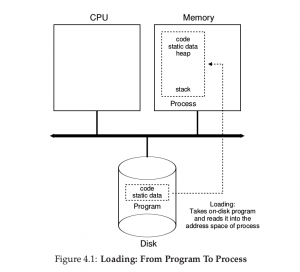 CPU
Memory
code
static data
heap
stack
Process
code
static data
Program
Disk
Loading:
Takes on-disk program
and reads it into the
address space of process
Figure 4.1: Loading: From Program To Process